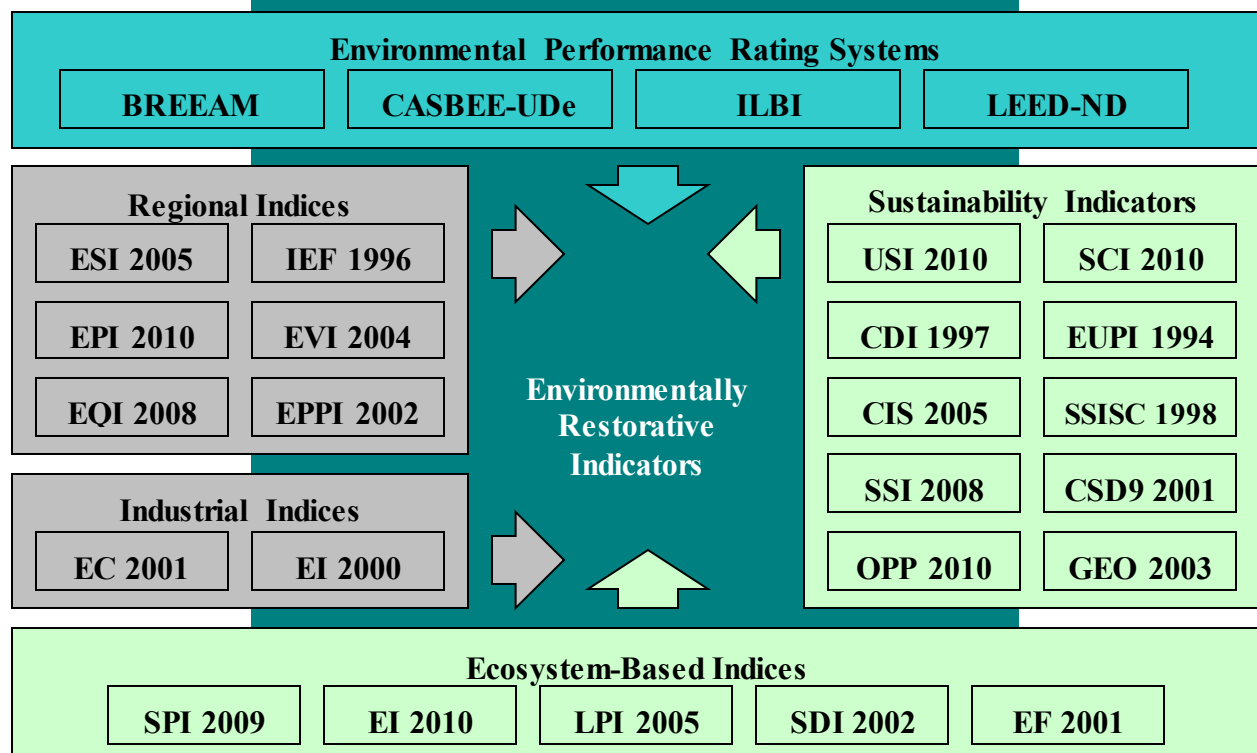 Environmental Performance Rating Systems
BREEAM
CASBEE-UDe
ILBI
LEED-ND
Regional Indices
ESI 2005
IEF 1996
EPI 2010
EVI 2004
EQI 2008
EPPI 2002
Industrial Indices
EC 2001
EI 2000
Environmentally
Restorative
Indicators
Sustainability Indicators
USI 2010
SCI 2010
CDI 1997
EUPI 1994
CIS 2005
SSISC 1998
SSI 2008
CSD9 2001
OPP 2010
GEO 2003
Ecosystem-Based Indices
SPI 2009
EI 2010
LPI 2005
SDI 2002
EF 2001